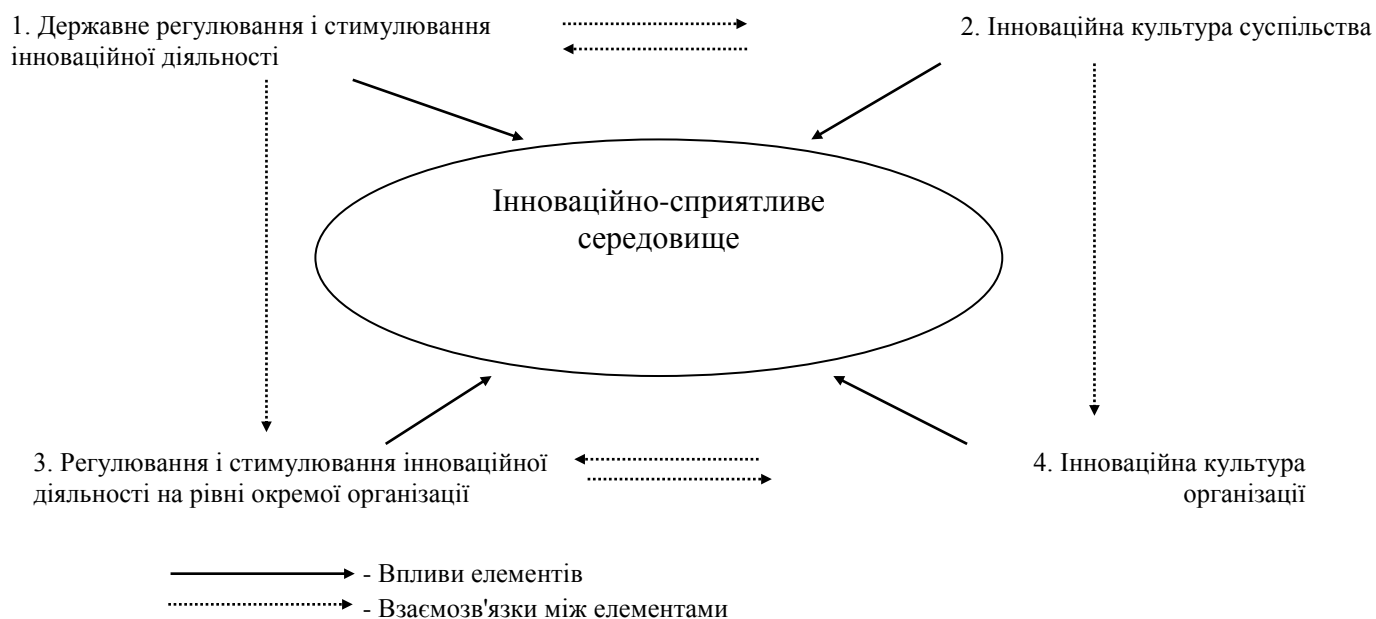 1. Державне регулювання і стимулювання
інноваційної діяльності
2. Інноваційна культура суспільства
Інноваційно-сприятливе
середовище
3. Регулювання і стимулювання інноваційної
діяльності на рівні окремої організації
4. Інноваційна культура
організації
- Впливи елементів
- Взаємозв'язки між елементами